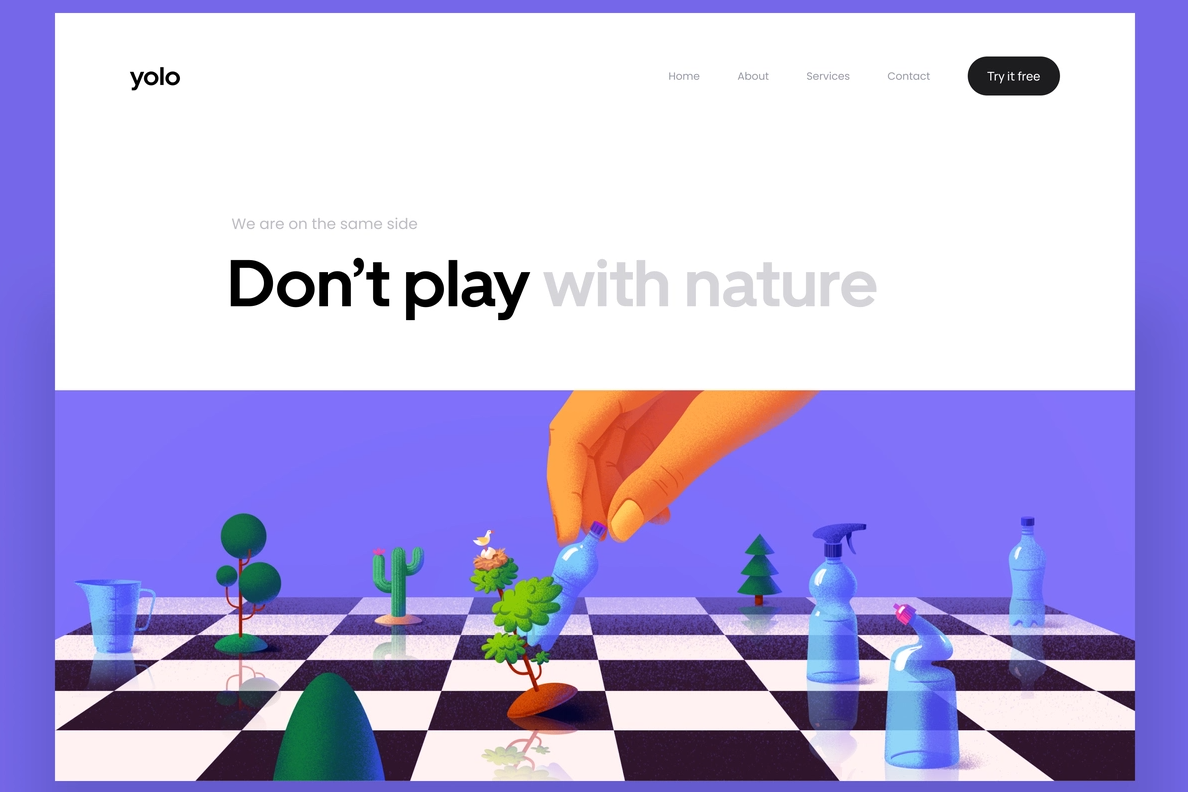 yolo
Home About Services Contact Try it free
We are on the same side
Don’t play with nature